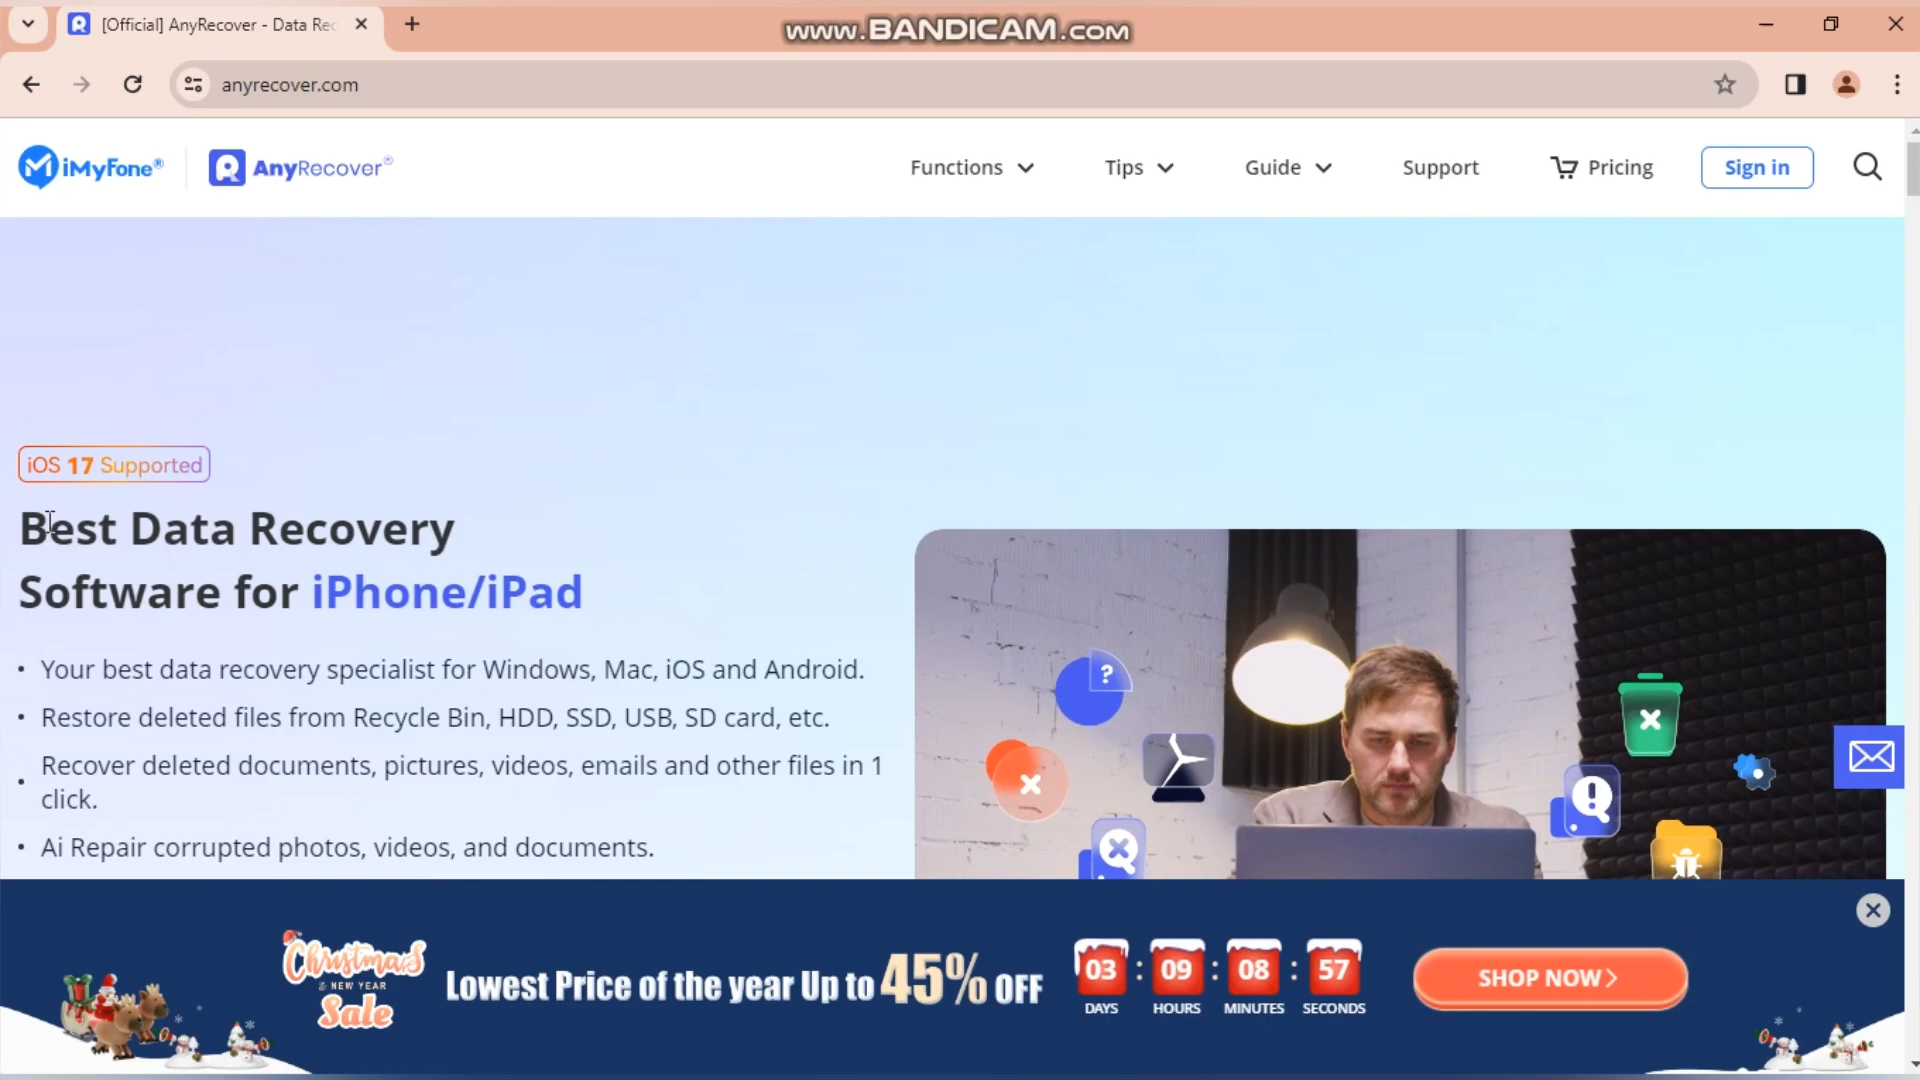 [Official] AnyRecover - Data Rec
www.BANDICAM.com
anyrecover.com
iMyFone®
AnyRecover®
Functions
Tips
Guide
Support
Pricing
Sign in
iOS 17 Supported
Best Data Recovery
Software for iPhone/iPad
• Your best data recovery specialist for Windows, Mac, iOS and Android.
• Restore deleted files from Recycle Bin, HDD, SSD, USB, SD card, etc.
• Recover deleted documents, pictures, videos, emails and other files in 1
click.
• Ai Repair corrupted photos, videos, and documents.
Christmas
& NEW YEAR
Sale
Lowest Price of the year Up to 45% OFF
03 : 09 : 08 : 57
DAYS HOURS MINUTES SECONDS
SHOP NOW >